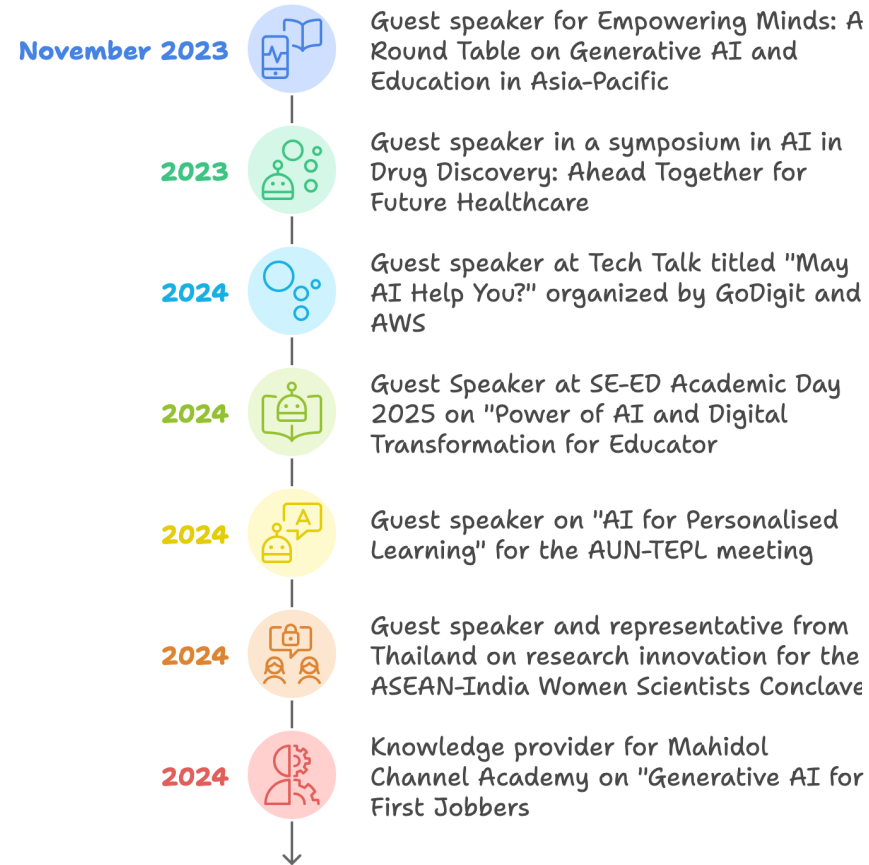 November 2023
Guest speaker for Empowering Minds: A
Round Table on Generative AI and
Education in Asia-Pacific
2023
Guest speaker in a symposium in AI in
Drug Discovery: Ahead Together for
Future Healthcare
2024
Guest speaker at Tech Talk titled "May
AI Help You?" organized by GoDigit and
AWS
2024
Guest Speaker at SE-ED Academic Day
2025 on "Power of AI and Digital
Transformation for Educator
2024
A
Guest speaker on "AI for Personalised
Learning" for the AUN-TEPL meeting
2024
Guest speaker and representative from
Thailand on research innovation for the
ASEAN-India Women Scientists Conclave
2024
Knowledge provider for Mahidol
Channel Academy on "Generative AI for
First Jobbers